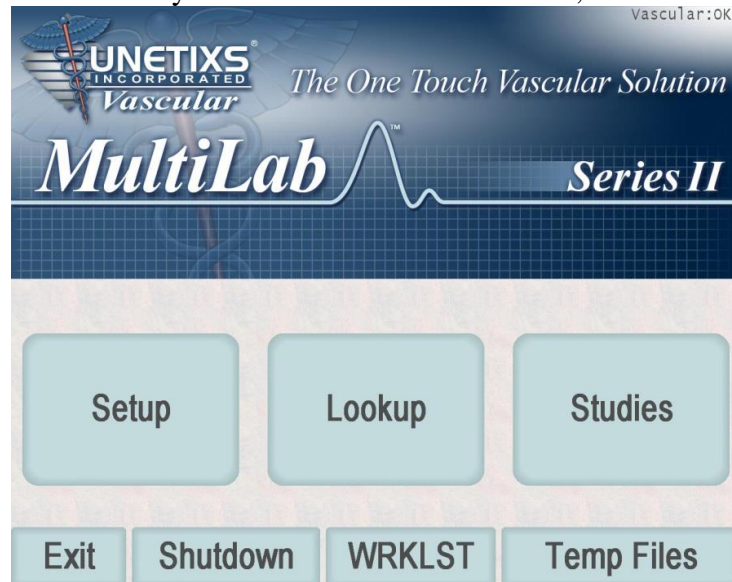 Vascular:OK
UNETIXS®
INCORPORATED
Vascular
The One Touch Vascular Solution
MultiLab™
Series II
Setup Lookup Studies
Exit Shutdown WRKLST Temp Files